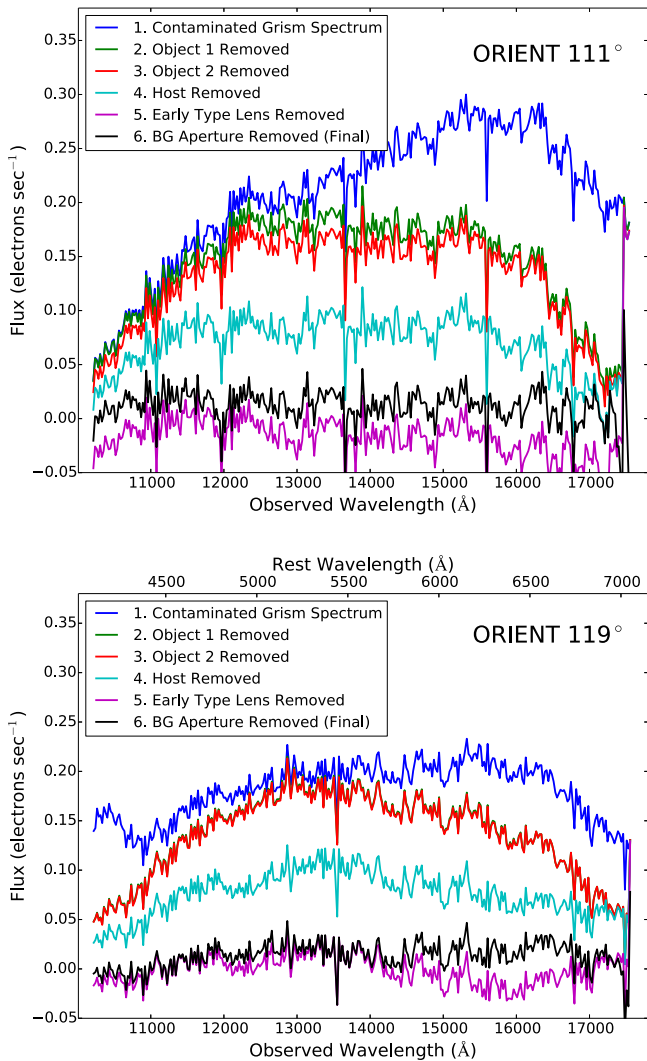 0.35
0.30
0.25
0.20
0.15
0.10
0.05
0.00
−0.05
Flux (electrons sec⁻¹)
1. Contaminated Grism Spectrum
2. Object 1 Removed
3. Object 2 Removed
4. Host Removed
5. Early Type Lens Removed
6. BG Aperture Removed (Final)
ORIENT 111°
11000 12000 13000 14000 15000 16000 17000
Observed Wavelength (Å)
Rest Wavelength (Å)
4500 5000 5500 6000 6500 7000
0.35
0.30
0.25
0.20
0.15
0.10
0.05
0.00
−0.05
Flux (electrons sec⁻¹)
1. Contaminated Grism Spectrum
2. Object 1 Removed
3. Object 2 Removed
4. Host Removed
5. Early Type Lens Removed
6. BG Aperture Removed (Final)
ORIENT 119°
11000 12000 13000 14000 15000 16000 17000
Observed Wavelength (Å)